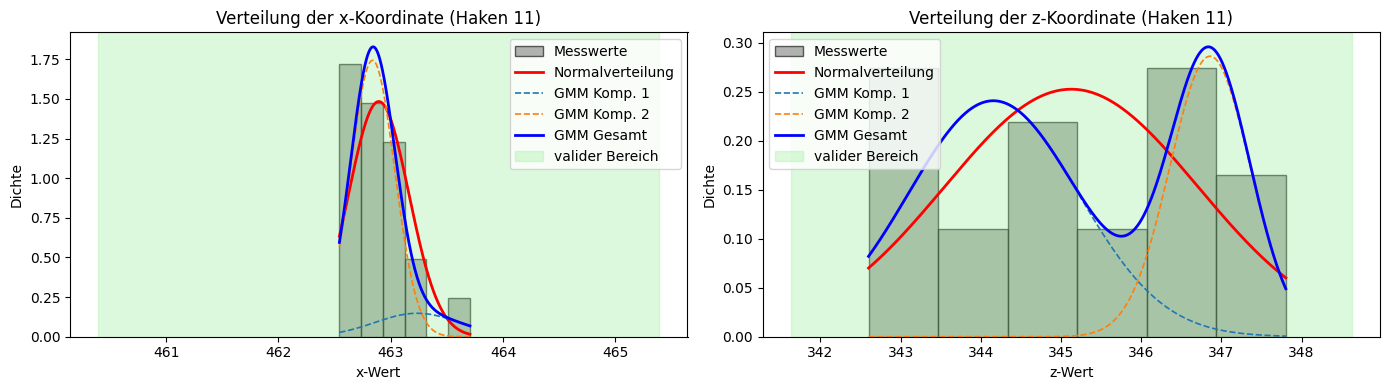 Verteilung der x-Koordinate (Haken 11)
Dichte
1.75
1.50
1.25
1.00
0.75
0.50
0.25
0.00
Messwerte
Normalverteilung
GMM Komp. 1
GMM Komp. 2
GMM Gesamt
valider Bereich
461
462
463
464
465
x-Wert
Verteilung der z-Koordinate (Haken 11)
Dichte
0.30
0.25
0.20
0.15
0.10
0.05
0.00
Messwerte
Normalverteilung
GMM Komp. 1
GMM Komp. 2
GMM Gesamt
valider Bereich
342
343
344
345
346
347
348
z-Wert